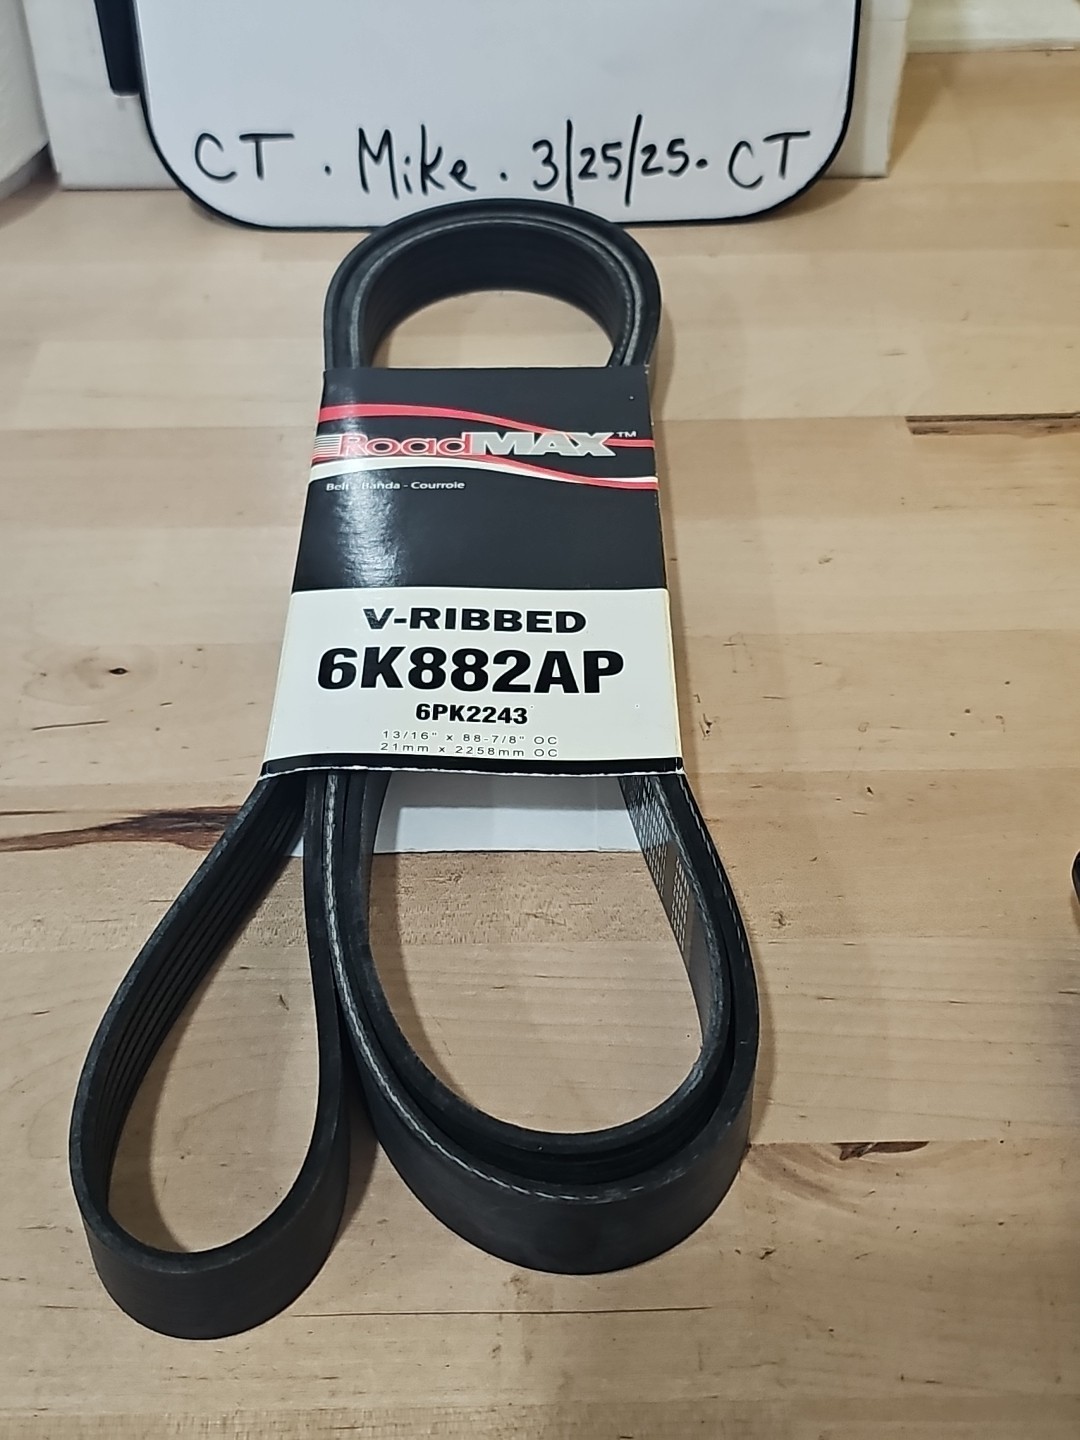 CT . Mike . 3/25/25. CT
RoadMAX™
Belt - Banda - Courroie
V-RIBBED
6K882AP
6PK2243
13/16" x 88-7/8" OC
21mm x 2258mm OC